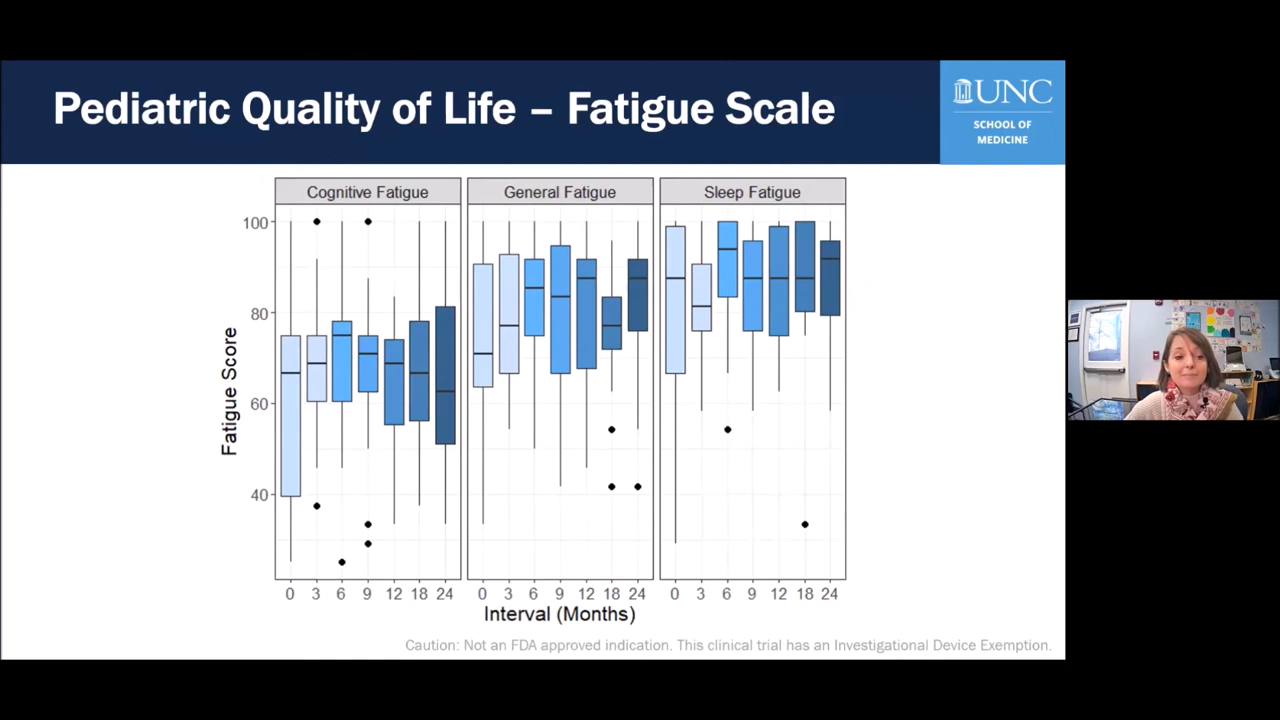 Pediatric Quality of Life – Fatigue Scale
UNC
SCHOOL OF
MEDICINE
Cognitive Fatigue
General Fatigue
Sleep Fatigue
Fatigue Score
100
80
60
40
0 3 6 9 12 18 24
0 3 6 9 12 18 24
0 3 6 9 12 18 24
Interval (Months)
Caution: Not an FDA approved indication. This clinical trial has an Investigational Device Exemption.